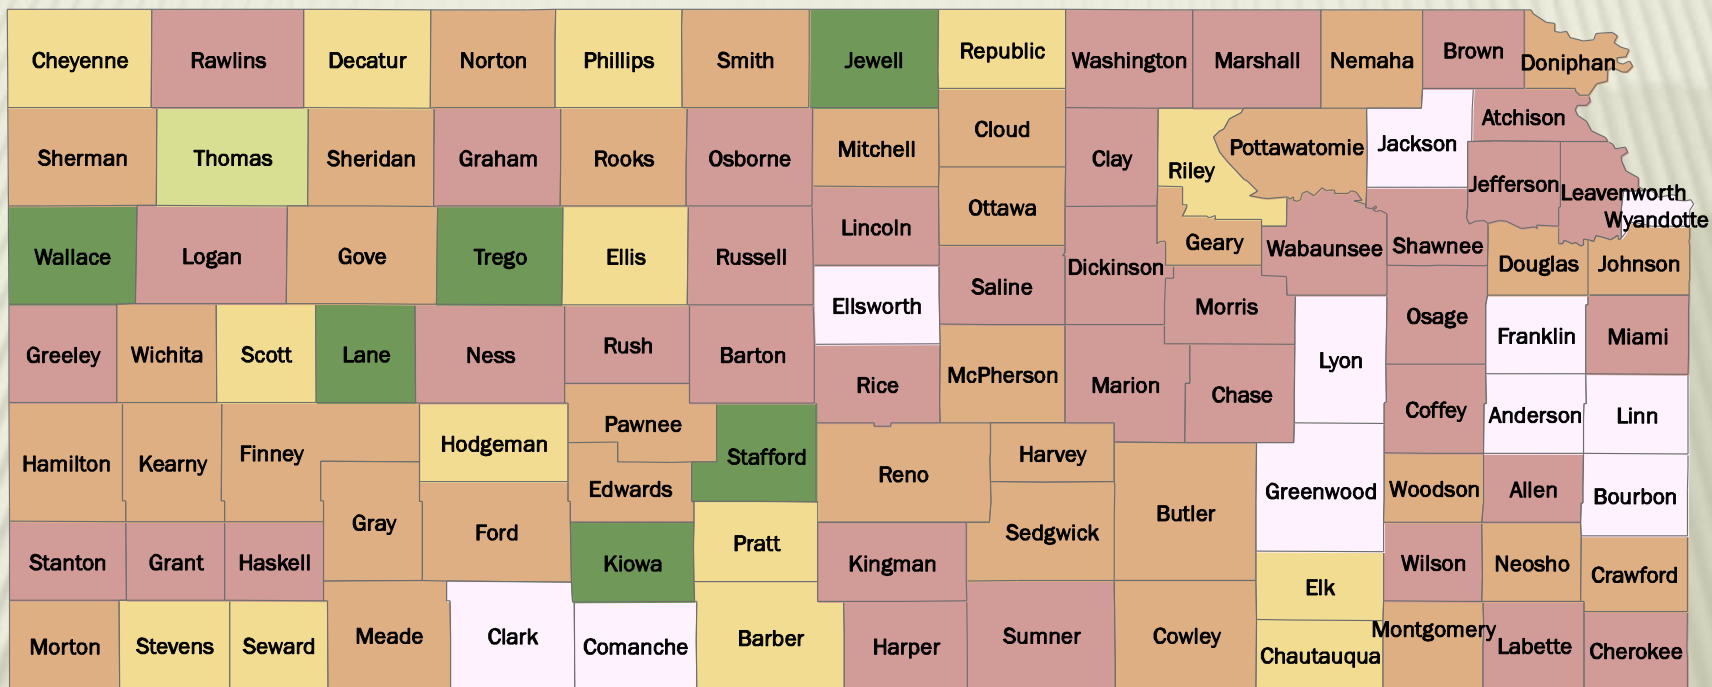 Cheyenne
Rawlins
Decatur
Norton
Phillips
Smith
Jewell
Republic
Washington
Marshall
Nemaha
Brown
Doniphan
Sherman
Thomas
Sheridan
Graham
Rooks
Osborne
Mitchell
Cloud
Clay
Riley
Pottawatomie
Jackson
Atchison
Jefferson
Leavenworth
Wyandotte
Wallace
Logan
Gove
Trego
Ellis
Russell
Lincoln
Ottawa
Saline
Dickinson
Geary
Wabaunsee
Shawnee
Douglas
Johnson
Ellsworth
Morris
Osage
Franklin
Miami
Greeley
Wichita
Scott
Lane
Ness
Rush
Barton
Rice
McPherson
Marion
Chase
Lyon
Coffey
Anderson
Linn
Hamilton
Kearny
Finney
Hodgeman
Pawnee
Stafford
Edwards
Reno
Harvey
Sedgwick
Butler
Greenwood
Woodson
Allen
Bourbon
Gray
Ford
Stanton
Grant
Haskell
Kiowa
Pratt
Kingman
Elk
Wilson
Neosho
Crawford
Morton
Stevens
Seward
Meade
Clark
Comanche
Barber
Harper
Sumner
Cowley
Chautauqua
Montgomery
Labette
Cherokee